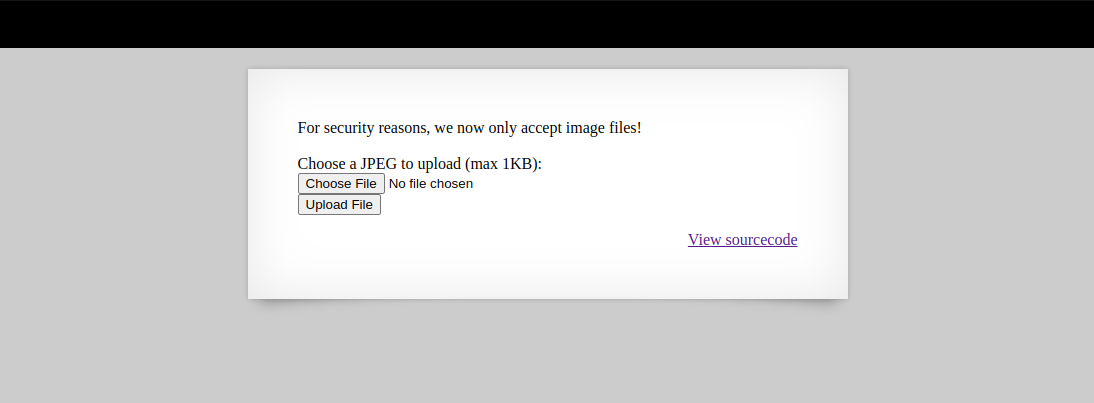 For security reasons, we now only accept image files!
Choose a JPEG to upload (max 1KB):
Choose File No file chosen
Upload File
View sourcecode